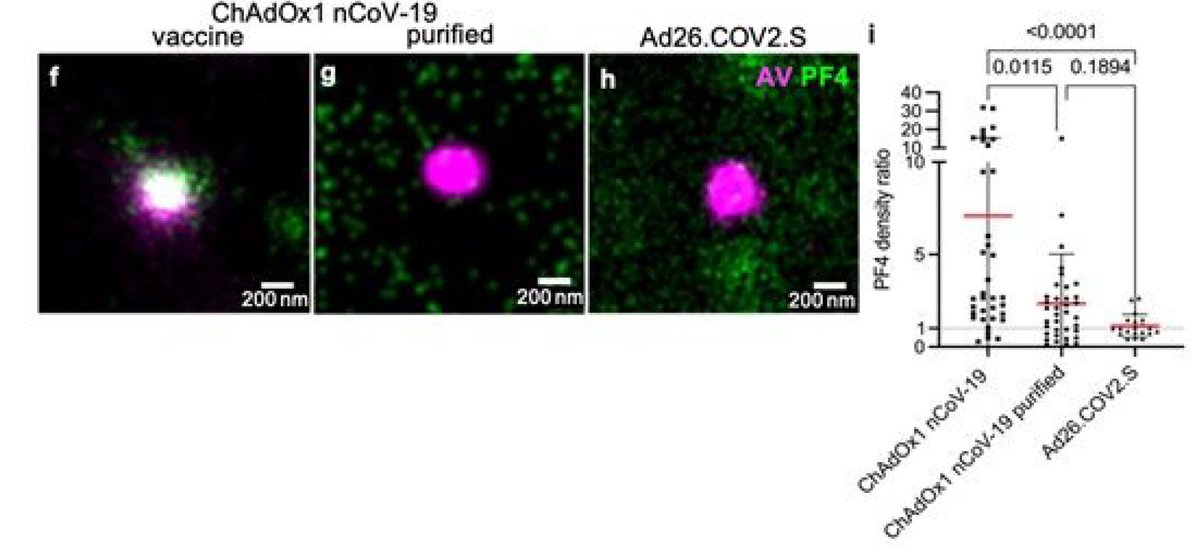 ChAdOx1 nCoV-19
vaccine purified Ad26.COV2.S
f g h AV PF4
200 nm 200 nm 200 nm
i
<0.0001
0.0115 0.1894
PF4 density ratio
40
30
20
10
10
5
1
0
ChAdOx1 nCoV-19
ChAdOx1 nCoV-19 purified
Ad26.COV2.S